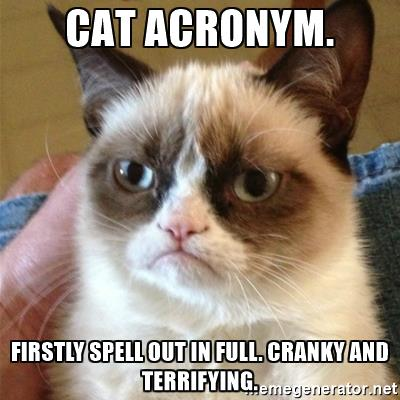 CAT ACRONYM.
FIRSTLY SPELL OUT IN FULL. CRANKY AND
TERRIFYING.
memegenerator.net